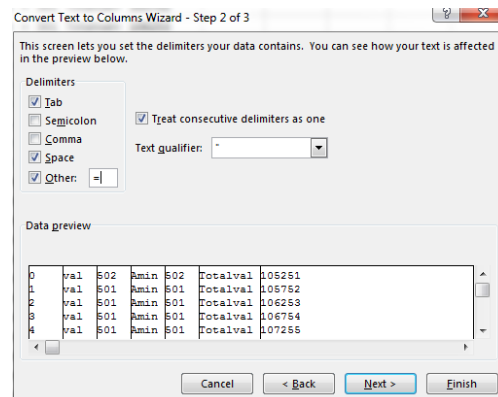 Convert Text to Columns Wizard - Step 2 of 3
This screen lets you set the delimiters your data contains. You can see how your text is affected
in the preview below.
Delimiters
Tab
Semicolon
Comma
Space
Other: =
Treat consecutive delimiters as one
Text qualifier: "
Data preview
0 val 502 Amin 502 Totalval 105251
1 val 501 Amin 501 Totalval 105752
2 val 501 Amin 501 Totalval 106253
3 val 501 Amin 501 Totalval 106754
4 val 501 Amin 501 Totalval 107255
Cancel < Back Next > Finish